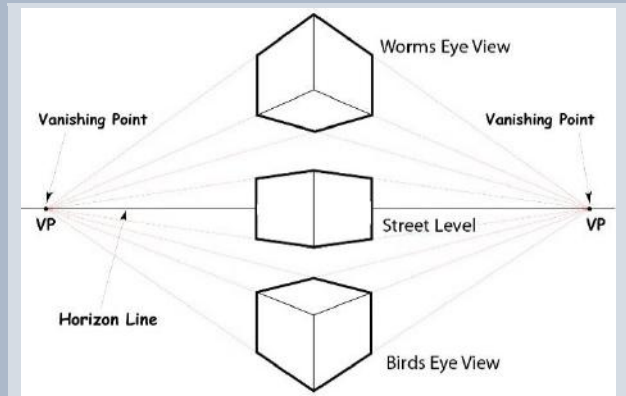 Worms Eye View
Vanishing Point
Vanishing Point
VP
Street Level
VP
Horizon Line
Birds Eye View